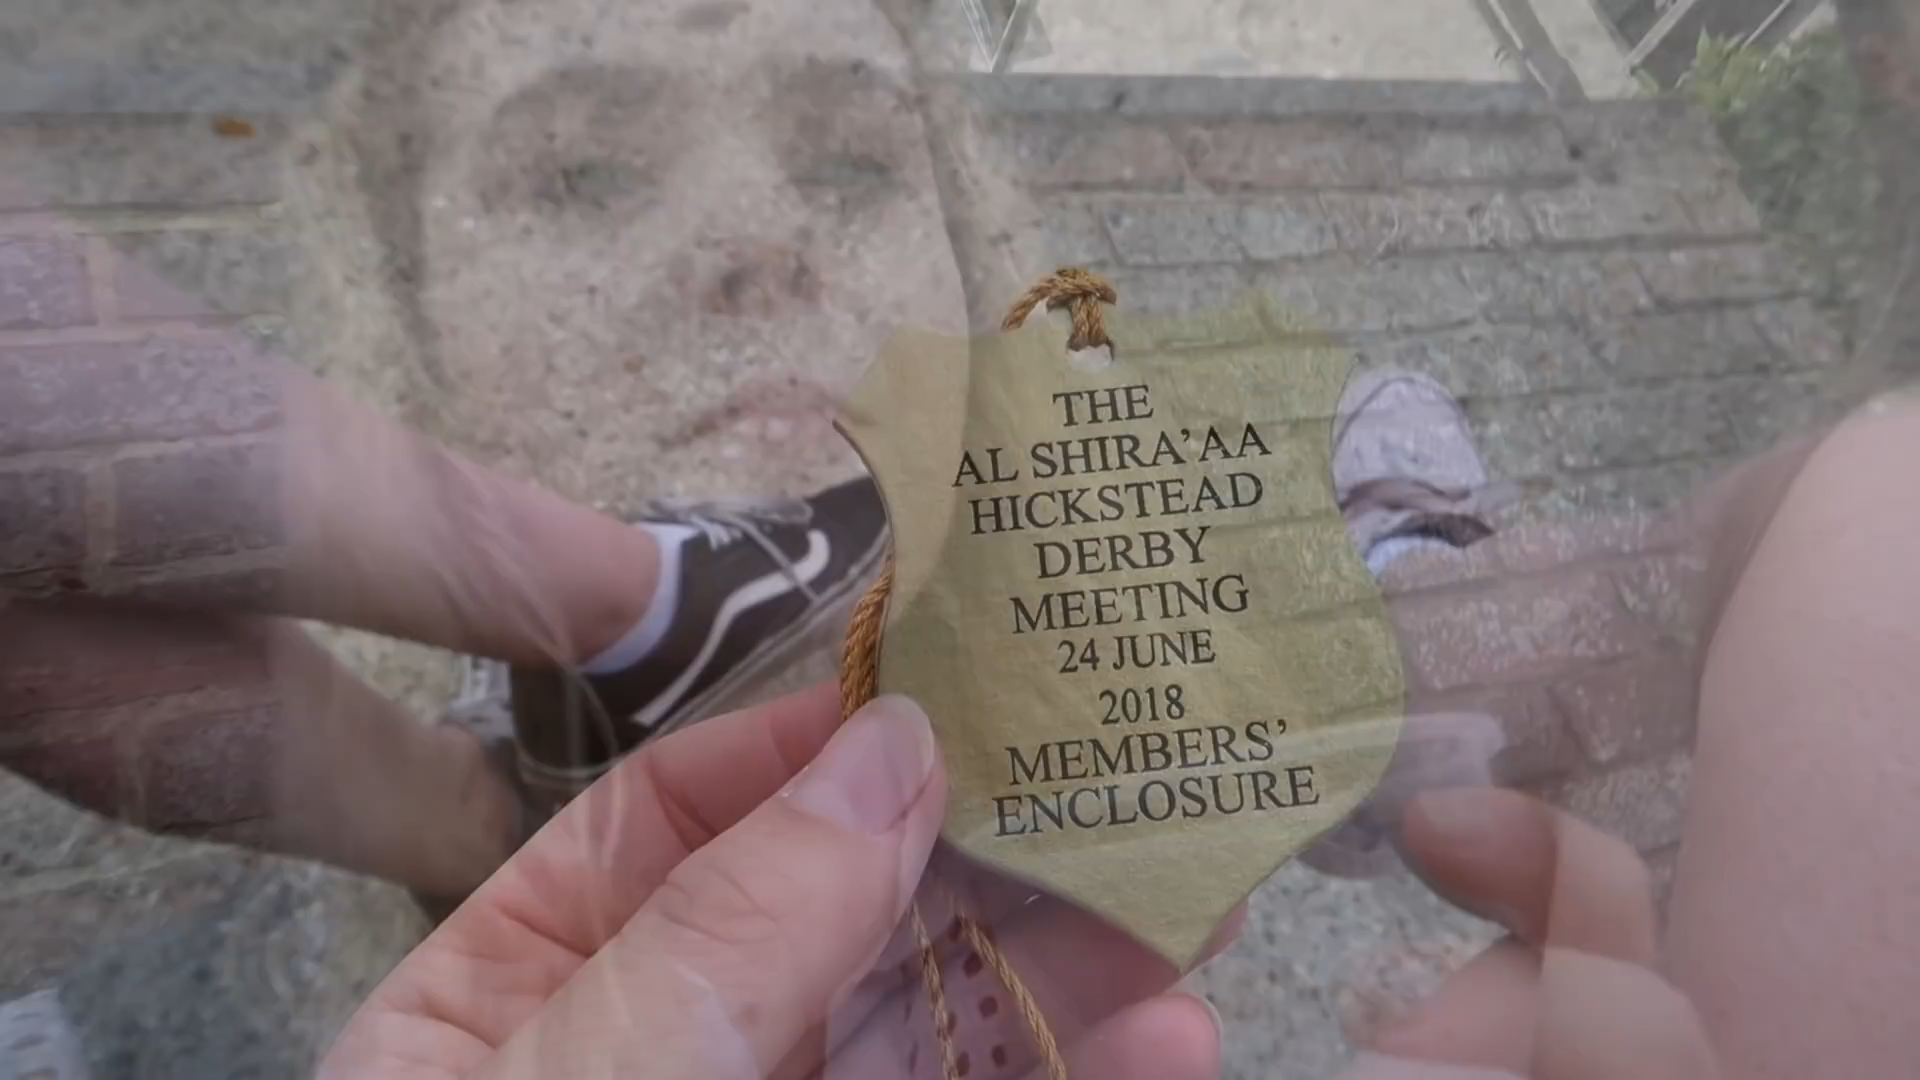 THE
AL SHIRA'AA
HICKSTEAD
DERBY
MEETING
24 JUNE
2018
MEMBERS'
ENCLOSURE